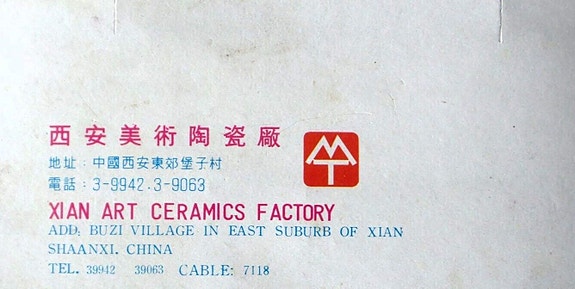 西安美術陶瓷廠
地址：中國西安東郊堡子村
電話：3-9942.3-9063
XIAN ART CERAMICS FACTORY
ADD: BUZI VILLAGE IN EAST SUBURB OF XIAN
SHAANXI. CHINA
TEL. 39942 39063 CABLE: 7118